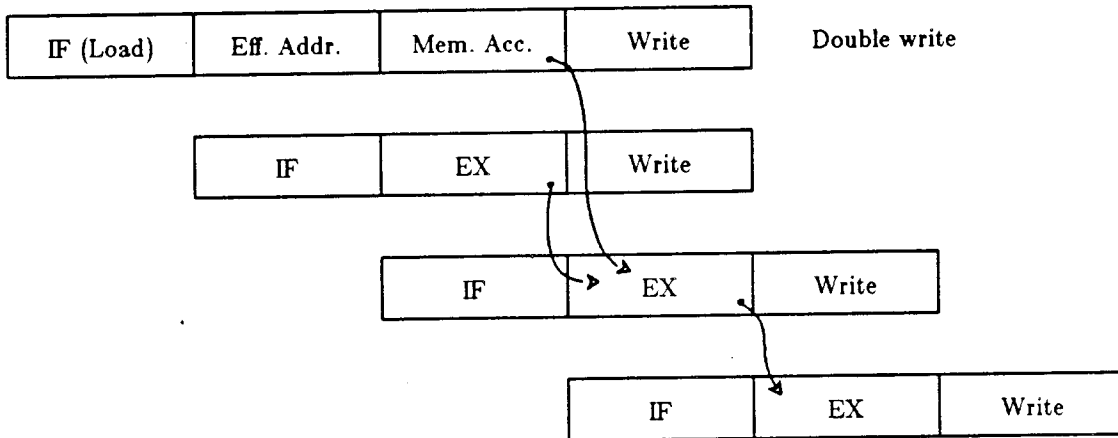 IF (Load) Eff. Addr. Mem. Acc. Write Double write
IF EX Write
IF EX Write
IF EX Write